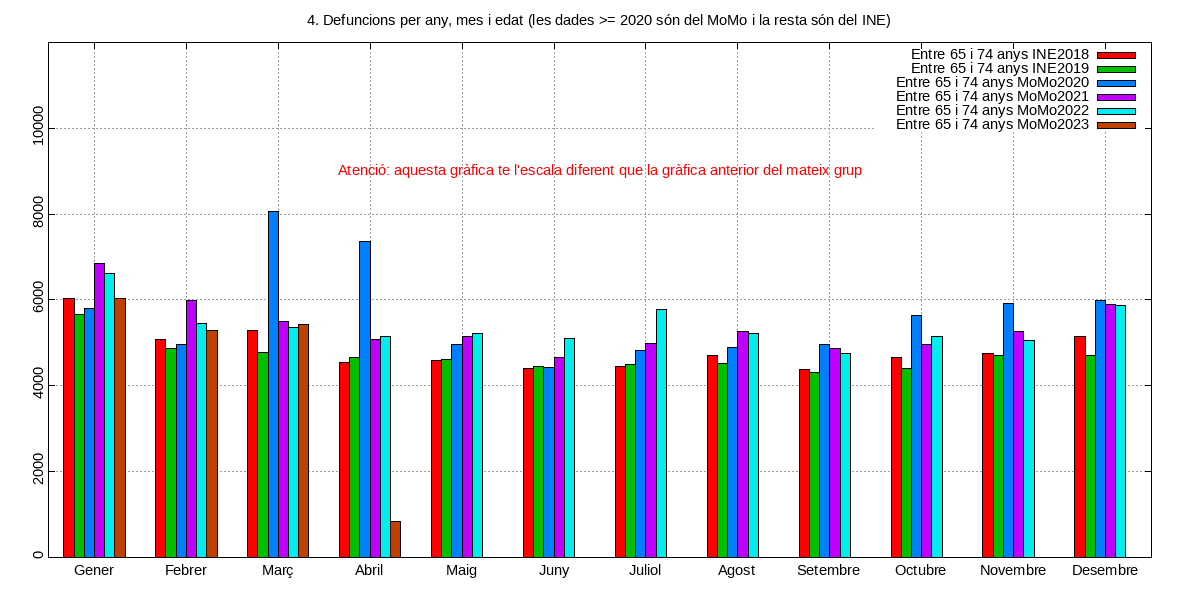 4. Defuncions per any, mes i edat (les dades >= 2020 són del MoMo i la resta són del INE)
Entre 65 i 74 anys INE2018
Entre 65 i 74 anys INE2019
Entre 65 i 74 anys MoMo2020
Entre 65 i 74 anys MoMo2021
Entre 65 i 74 anys MoMo2022
Entre 65 i 74 anys MoMo2023
Atenció: aquesta gràfica te l'escala diferent que la gràfica anterior del mateix grup
10000
8000
6000
4000
2000
0
Gener Febrer Març Abril Maig Juny Juliol Agost Setembre Octubre Novembre Desembre